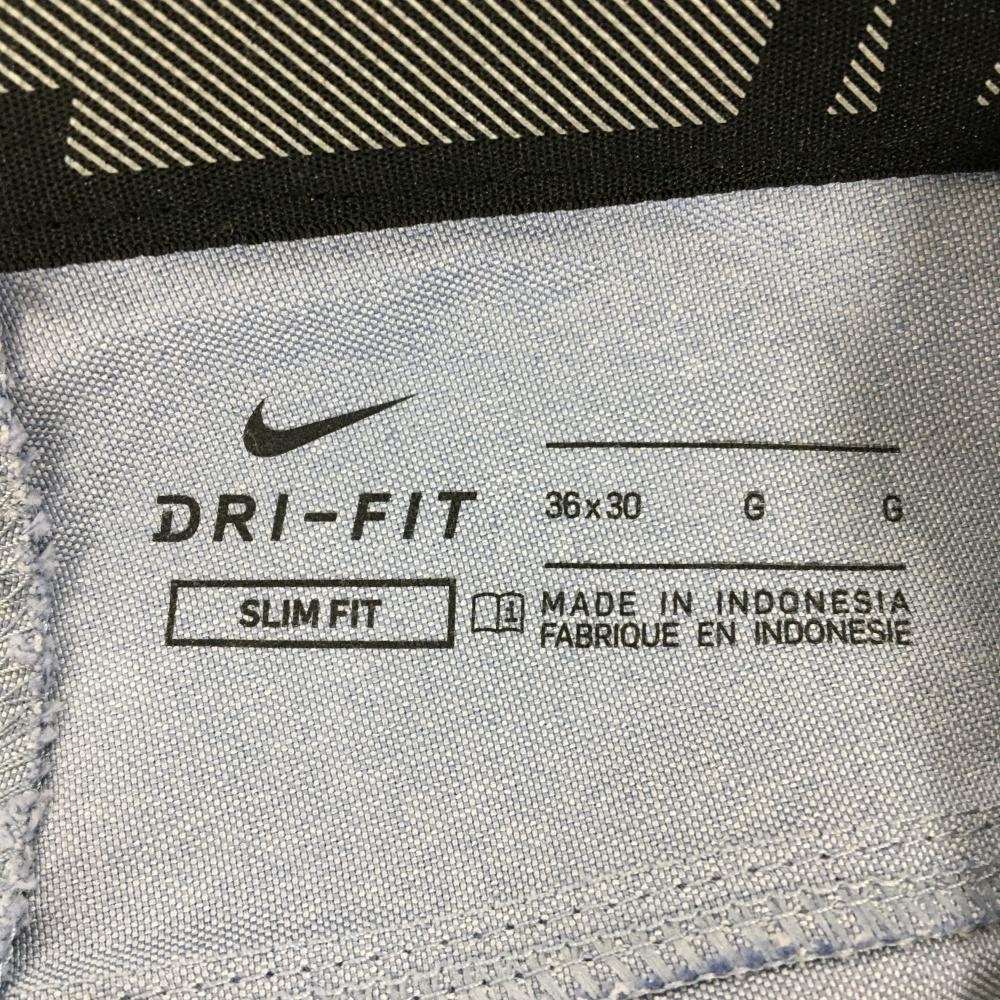 DRI-FIT
SLIM FIT
36x30 G G
MADE IN INDONESIA
FABRIQUE EN INDONESIE